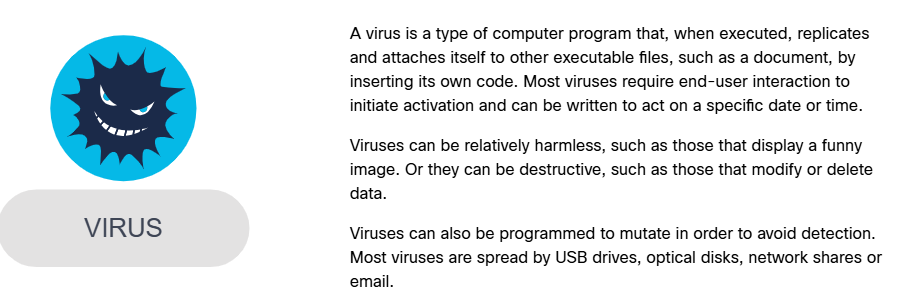 VIRUS
A virus is a type of computer program that, when executed, replicates
and attaches itself to other executable files, such as a document, by
inserting its own code. Most viruses require end-user interaction to
initiate activation and can be written to act on a specific date or time.
Viruses can be relatively harmless, such as those that display a funny
image. Or they can be destructive, such as those that modify or delete
data.
Viruses can also be programmed to mutate in order to avoid detection.
Most viruses are spread by USB drives, optical disks, network shares or
email.